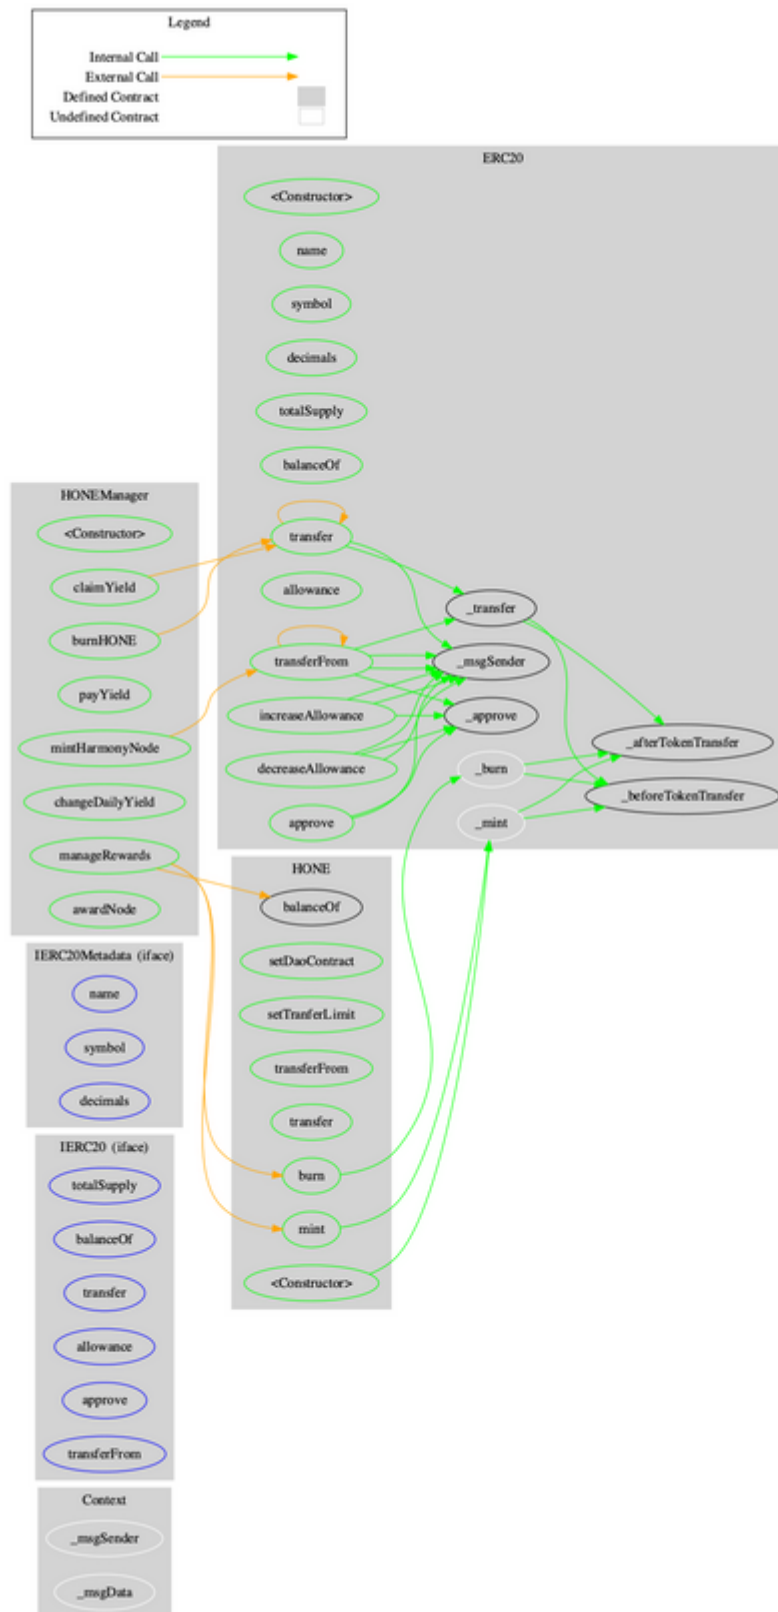 Legend
Internal Call
External Call
Defined Contract
Undefined Contract
ERC20
<Constructor>
name
symbol
decimals
totalSupply
balanceOf
transfer
allowance
transferFrom
increaseAllowance
decreaseAllowance
approve
_transfer
_msgSender
_approve
_burn
_mint
_afterTokenTransfer
_beforeTokenTransfer
HONEManager
<Constructor>
claimYield
burnHONE
payYield
mintHarmonyNode
changeDailyYield
manageRewards
awardNode
HONE
balanceOf
setDaoContract
setTranferLimit
transferFrom
transfer
burn
mint
<Constructor>
IERC20Metadata (iface)
name
symbol
decimals
IERC20 (iface)
totalSupply
balanceOf
transfer
allowance
approve
transferFrom
Context
_msgSender
_msgData